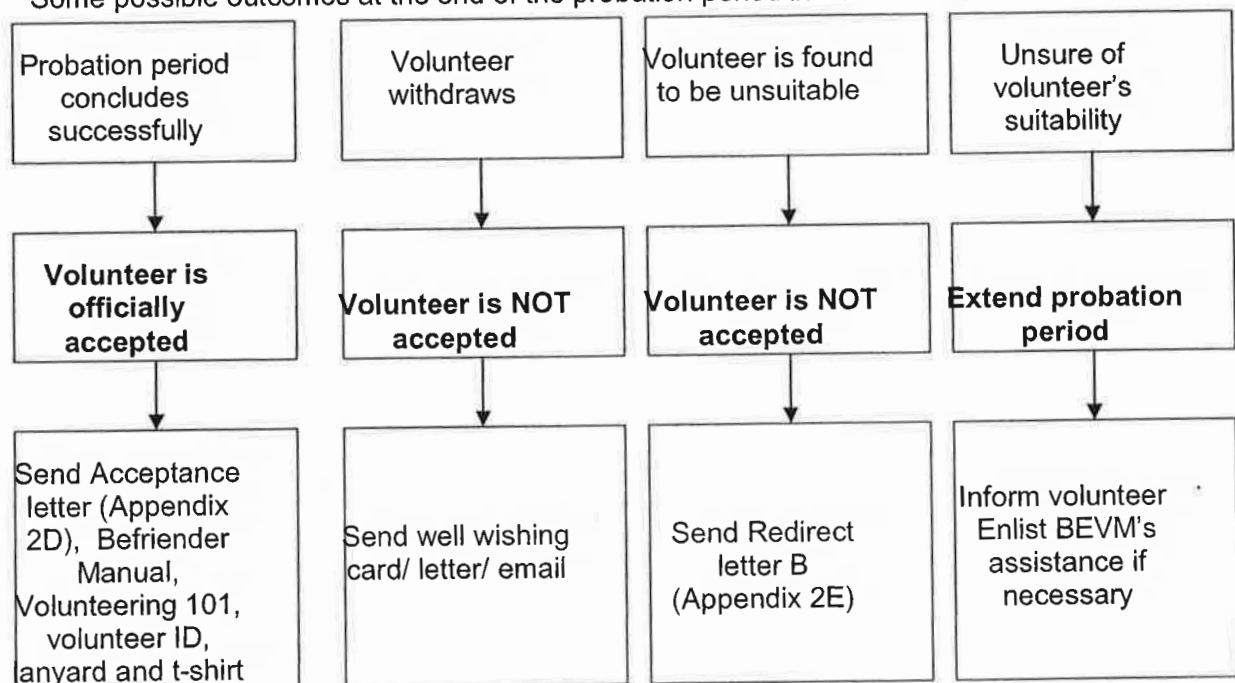 Some possible outcomes at the end of the probation period
Probation period
concludes
successfully
Volunteer
withdraws
Volunteer is found
to be unsuitable
Unsure of
volunteer's
suitability
Volunteer is
officially
accepted
Volunteer is NOT
accepted
Volunteer is NOT
accepted
Extend probation
period
Send Acceptance
letter (Appendix
2D), Befriender
Manual,
Volunteering 101,
volunteer ID,
lanyard and t-shirt
Send well wishing
card/ letter/ email
Send Redirect
letter B
(Appendix 2E)
Inform volunteer
Enlist BEVM's
assistance if
necessary